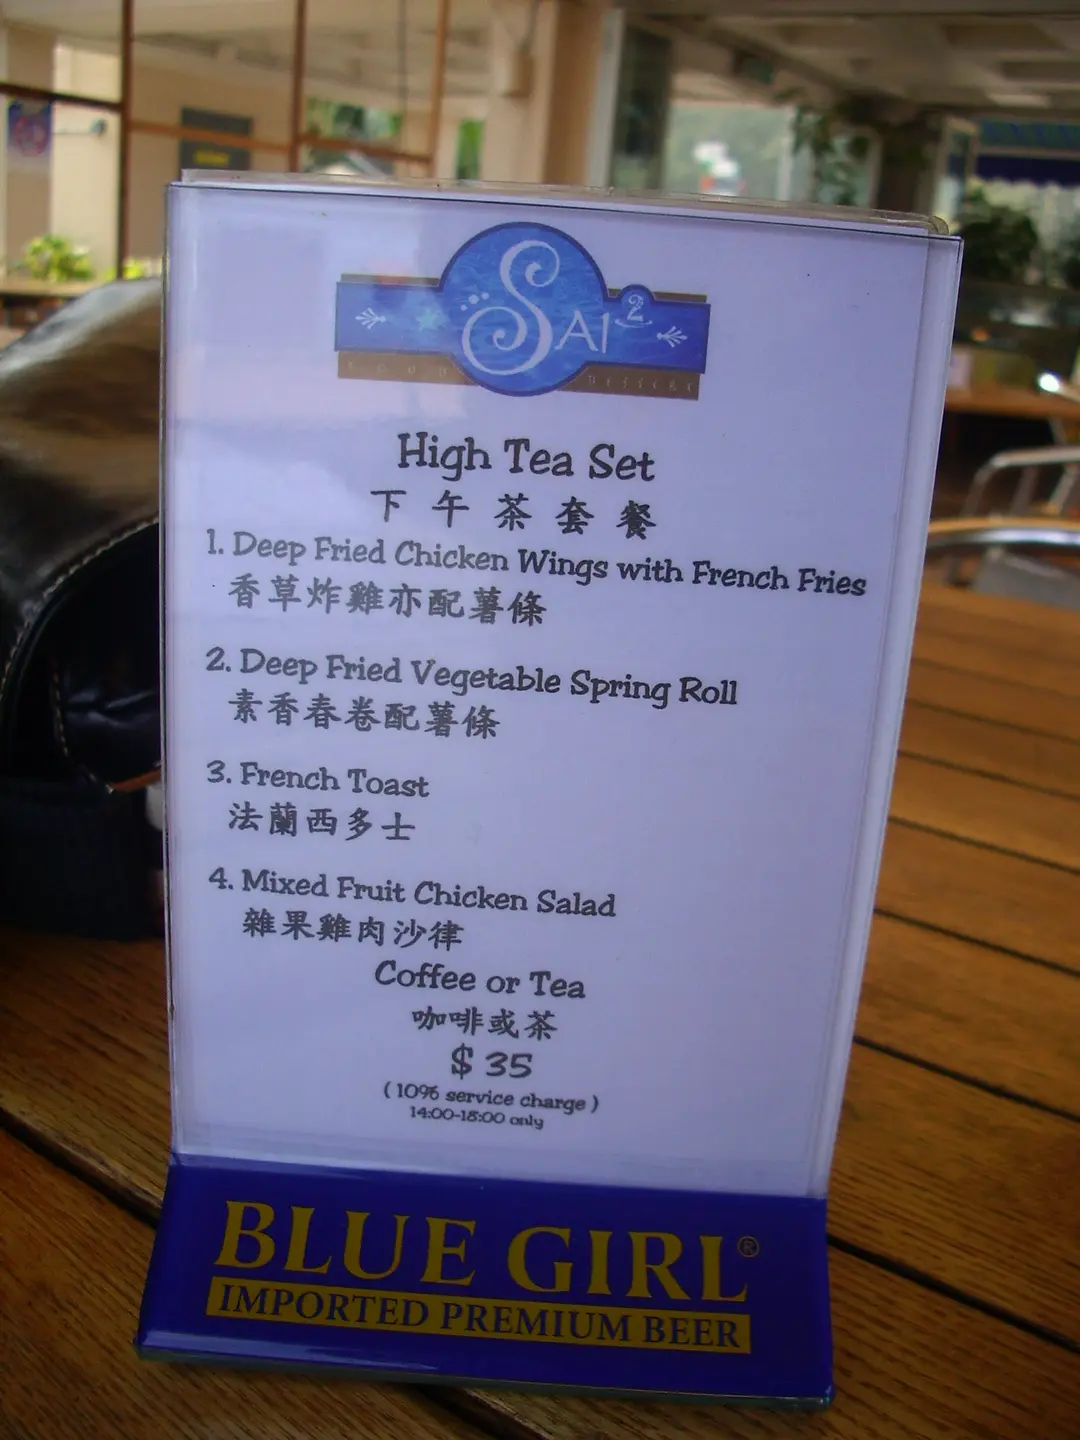 SAI 2
DESSERT
High Tea Set
下午茶套餐
1. Deep Fried Chicken Wings with French Fries
香草炸雞亦配薯條
2. Deep Fried Vegetable Spring Roll
素香春卷配薯條
3. French Toast
法蘭西多士
4. Mixed Fruit Chicken Salad
雜果雞肉沙律
Coffee or Tea
咖啡或茶
$ 35
( 10% service charge )
14:00-18:00 only
BLUE GIRL®
IMPORTED PREMIUM BEER